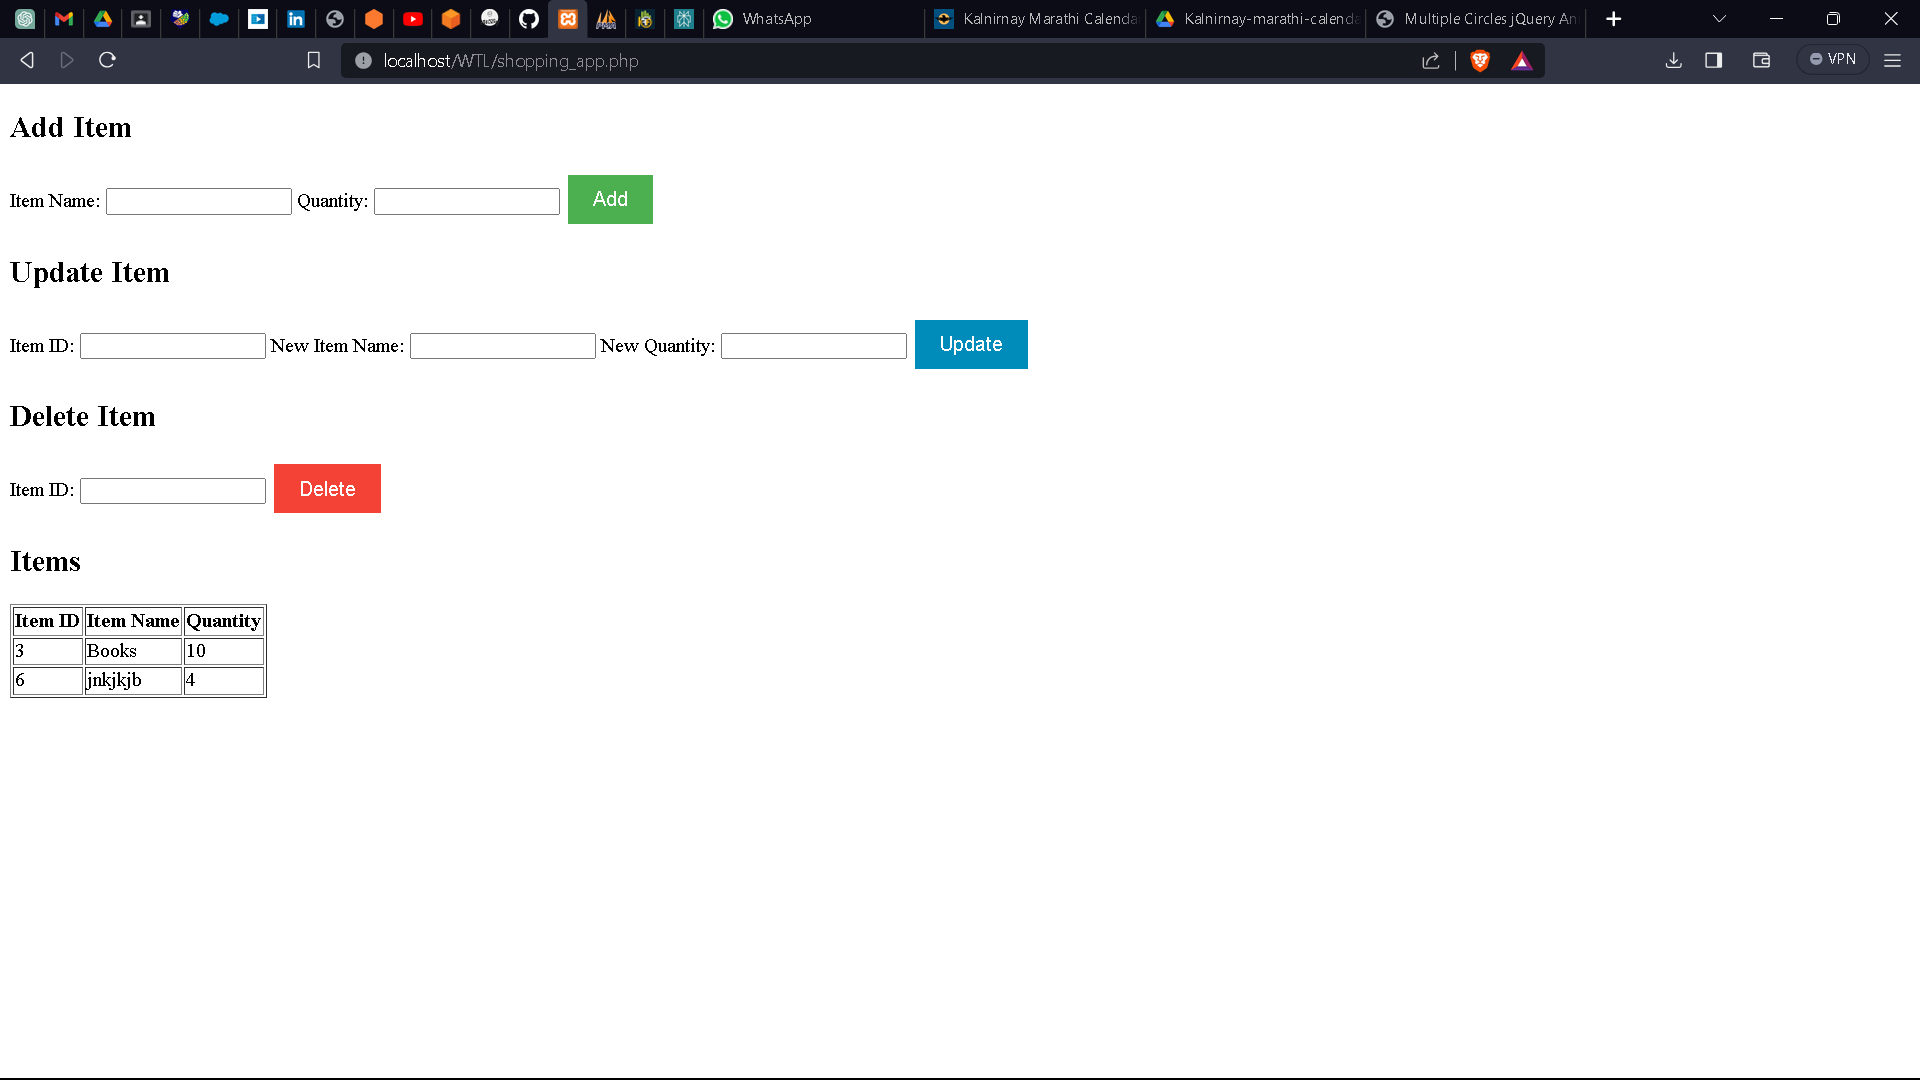 WhatsApp
Kalnirnay Marathi Calenda
Kalnirnay-marathi-calenda
Multiple Circles jQuery An
localhost/WTL/shopping_app.php
VPN
Add Item
Item Name: Quantity: Add
Update Item
Item ID: New Item Name: New Quantity: Update
Delete Item
Item ID: Delete
Items
Item ID Item Name Quantity
3 Books 10
6 jnkjkjb 4